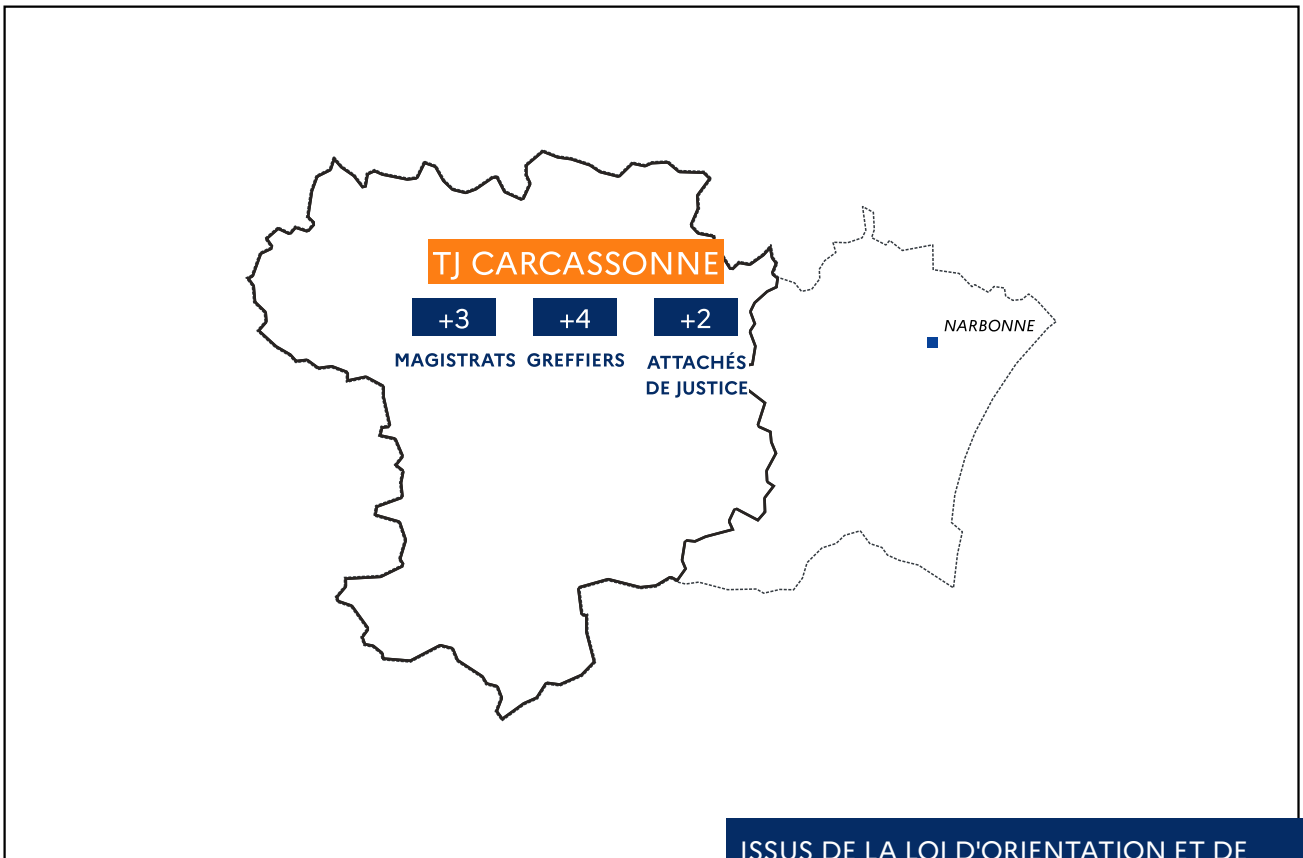 TJ CARCASSONNE
+3
+4
+2
MAGISTRATS
GREFFIERS
ATTACHÉS
DE JUSTICE
NARBONNE
ISSUS DE LA LOI D'ORIENTATION ET DE